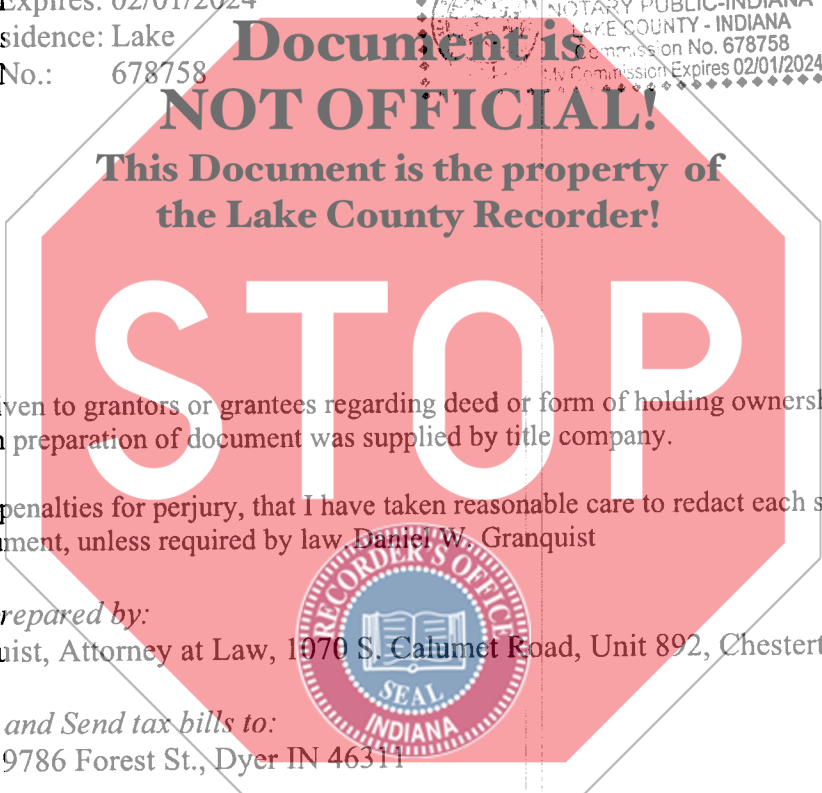 Expires: 02/01/2024
sidence: Lake
No.: 678758
NOTARY PUBLIC-INDIANA
LAKE COUNTY - INDIANA
Commission No. 678758
My Commission Expires 02/01/2024
Document is
NOT OFFICIAL!
This Document is the property of
the Lake County Recorder!
STOP
iven to grantors or grantees regarding deed or form of holding ownersh
n preparation of document was supplied by title company.
penalties for perjury, that I have taken reasonable care to redact each s
ument, unless required by law. Daniel W. Granquist
repared by:
uist, Attorney at Law, 1070 S. Calumet Road, Unit 892, Chestert
and Send tax bills to:
9786 Forest St., Dyer IN 46311
RECORDER'S OFFICE
SEAL
INDIANA